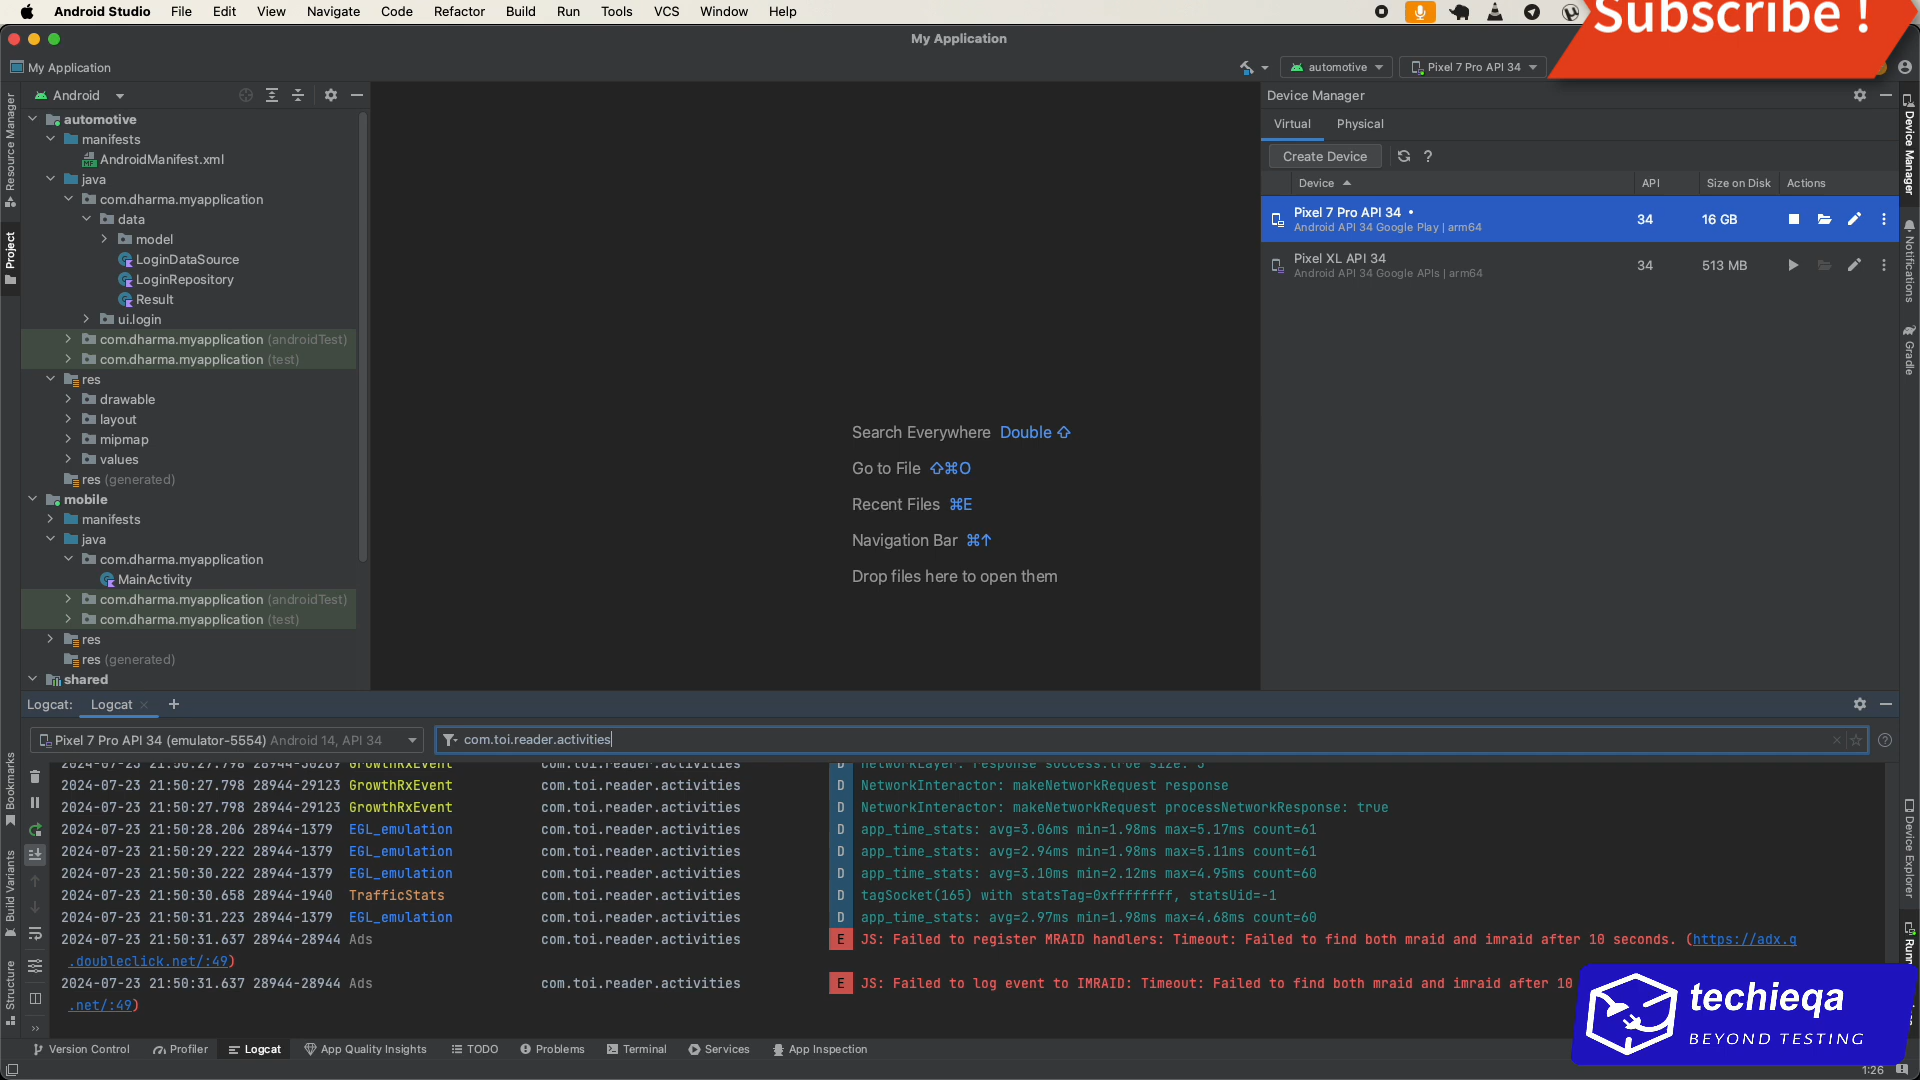 Android Studio File Edit View Navigate Code Refactor Build Run Tools VCS Window Help
Subscribe !
My Application
My Application
automotive
Pixel 7 Pro API 34
Resource Manager
Project
Bookmarks
Build Variants
Structure
Android
automotive
manifests
AndroidManifest.xml
java
com.dharma.myapplication
data
model
LoginDataSource
LoginRepository
Result
ui.login
com.dharma.myapplication (androidTest)
com.dharma.myapplication (test)
res
drawable
layout
mipmap
values
res (generated)
mobile
manifests
java
com.dharma.myapplication
MainActivity
com.dharma.myapplication (androidTest)
com.dharma.myapplication (test)
res
res (generated)
shared
Search Everywhere Double ⇧
Go to File ⇧⌘O
Recent Files ⌘E
Navigation Bar ⌘↑
Drop files here to open them
Device Manager
Virtual Physical
Create Device ?
Device API Size on Disk Actions
Pixel 7 Pro API 34 • 34 16 GB
Android API 34 Google Play | arm64
Pixel XL API 34 34 513 MB
Android API 34 Google APIs | arm64
Device Manager
Notifications
Gradle
Device Explorer
Logcat: Logcat × +
Pixel 7 Pro API 34 (emulator-5554) Android 14, API 34 com.toi.reader.activities
2024-07-23 21:50:27.798 28944-30269 GrowthRxEvent com.toi.reader.activities D networkLayer: response success:true size: 3
2024-07-23 21:50:27.798 28944-29123 GrowthRxEvent com.toi.reader.activities D NetworkInteractor: makeNetworkRequest response
2024-07-23 21:50:27.798 28944-29123 GrowthRxEvent com.toi.reader.activities D NetworkInteractor: makeNetworkRequest processNetworkResponse: true
2024-07-23 21:50:28.206 28944-1379 EGL_emulation com.toi.reader.activities D app_time_stats: avg=3.06ms min=1.98ms max=5.17ms count=61
2024-07-23 21:50:29.222 28944-1379 EGL_emulation com.toi.reader.activities D app_time_stats: avg=2.94ms min=1.98ms max=5.11ms count=61
2024-07-23 21:50:30.222 28944-1379 EGL_emulation com.toi.reader.activities D app_time_stats: avg=3.10ms min=2.12ms max=4.95ms count=60
2024-07-23 21:50:30.658 28944-1940 TrafficStats com.toi.reader.activities D tagSocket(165) with statsTag=0xffffffff, statsUid=-1
2024-07-23 21:50:31.223 28944-1379 EGL_emulation com.toi.reader.activities D app_time_stats: avg=2.97ms min=1.98ms max=4.68ms count=60
2024-07-23 21:50:31.637 28944-28944 Ads com.toi.reader.activities E JS: Failed to register MRAID handlers: Timeout: Failed to find both mraid and imraid after 10 seconds. (https://adx.g
.doubleclick.net/:49)
2024-07-23 21:50:31.637 28944-28944 Ads com.toi.reader.activities E JS: Failed to log event to IMRAID: Timeout: Failed to find both mraid and imraid after 10
.net/:49)
techieqa
BEYOND TESTING
Version Control Profiler Logcat App Quality Insights TODO Problems Terminal Services App Inspection
1:26